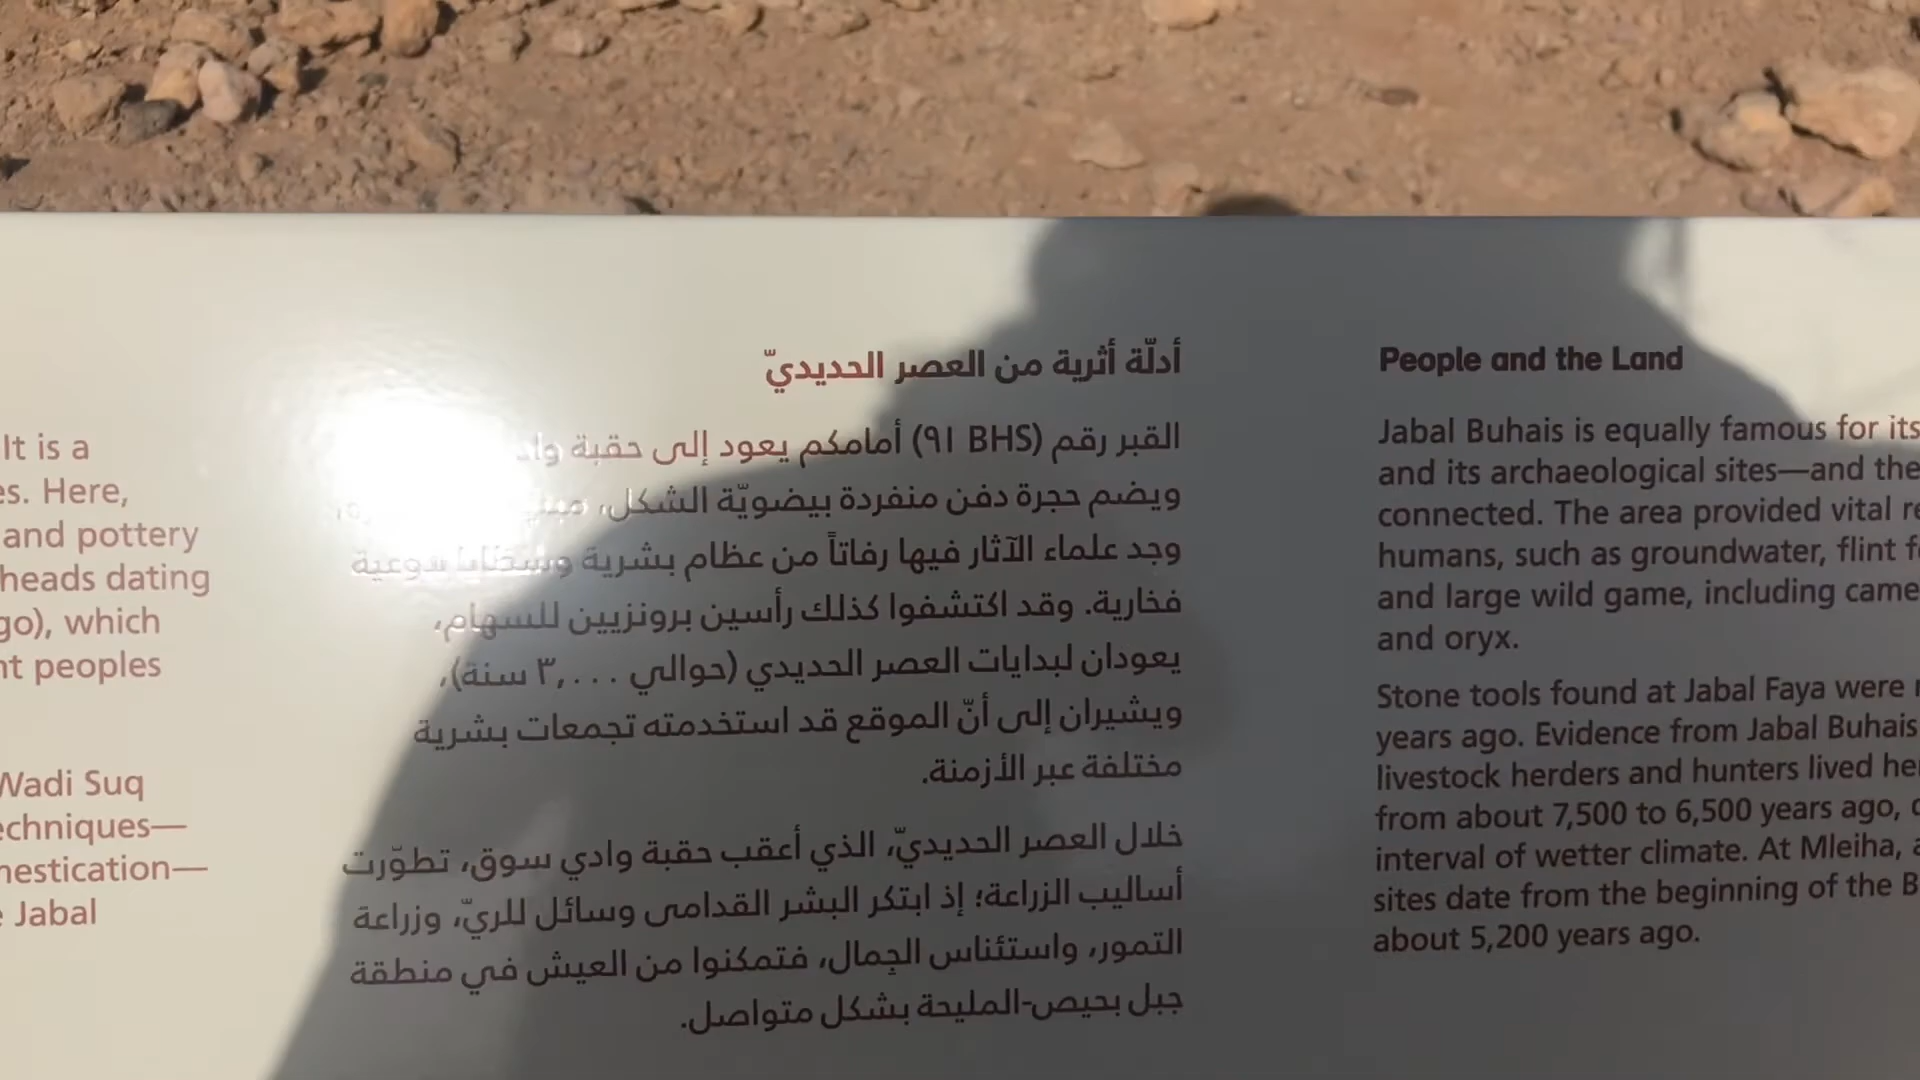 It is a
es. Here,
and pottery
heads dating
go), which
nt peoples
Wadi Suq
echniques—
mestication—
Jabal
أدلّة أثرية من العصر الحديديّ
القبر رقم (BHS ٩١) أمامكم يعود إلى حقبة
ويضم حجرة دفن منفردة بيضويّة الشكل،
وجد علماء الآثار فيها رفاتاً من عظام بشرية
فخارية. وقد اكتشفوا كذلك رأسين برونزيين للسهام،
يعودان لبدايات العصر الحديدي (حوالي ٣,٠٠٠ سنة)،
ويشيران إلى أنّ الموقع قد استخدمته تجمعات بشرية
مختلفة عبر الأزمنة.
خلال العصر الحديديّ، الذي أعقب حقبة وادي سوق، تطوّرت
أساليب الزراعة؛ إذ ابتكر البشر القدامى وسائل للريّ، وزراعة
التمور، واستئناس الجِمال، فتمكنوا من العيش في منطقة
جبل بحيص-المليحة بشكل متواصل.
People and the Land
Jabal Buhais is equally famous for its
and its archaeological sites—and the
connected. The area provided vital re
humans, such as groundwater, flint f
and large wild game, including came
and oryx.
Stone tools found at Jabal Faya were
years ago. Evidence from Jabal Buhais
livestock herders and hunters lived he
from about 7,500 to 6,500 years ago,
interval of wetter climate. At Mleiha, a
sites date from the beginning of the B
about 5,200 years ago.